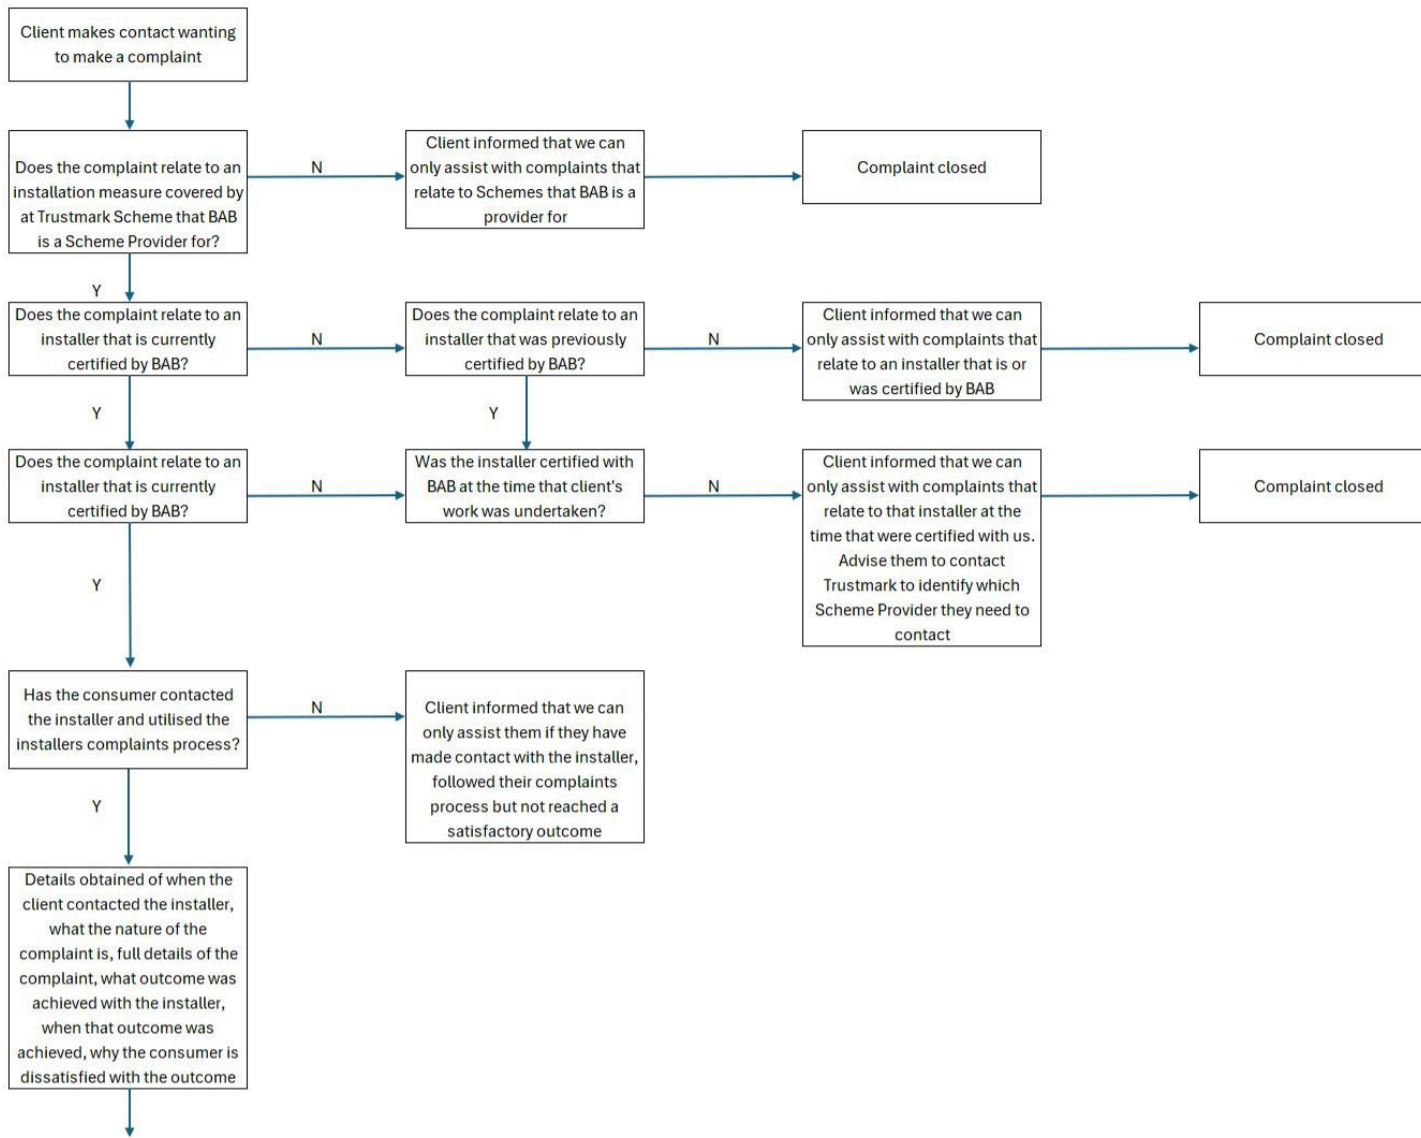 Client makes contact wanting
to make a complaint
Does the complaint relate to an
installation measure covered by
at Trustmark Scheme that BAB
is a Scheme Provider for?
N
Client informed that we can
only assist with complaints that
relate to Schemes that BAB is a
provider for
Complaint closed
Y
Does the complaint relate to an
installer that is currently
certified by BAB?
N
Does the complaint relate to an
installer that was previously
certified by BAB?
N
Client informed that we can
only assist with complaints that
relate to an installer that is or
was certified by BAB
Complaint closed
Y
Y
Does the complaint relate to an
installer that is currently
certified by BAB?
N
Was the installer certified with
BAB at the time that client's
work was undertaken?
N
Client informed that we can
only assist with complaints that
relate to that installer at the
time that were certified with us.
Advise them to contact
Trustmark to identify which
Scheme Provider they need to
contact
Complaint closed
Y
Has the consumer contacted
the installer and utilised the
installers complaints process?
N
Client informed that we can
only assist them if they have
made contact with the installer,
followed their complaints
process but not reached a
satisfactory outcome
Y
Details obtained of when the
client contacted the installer,
what the nature of the
complaint is, full details of the
complaint, what outcome was
achieved with the installer,
when that outcome was
achieved, why the consumer is
dissatisfied with the outcome